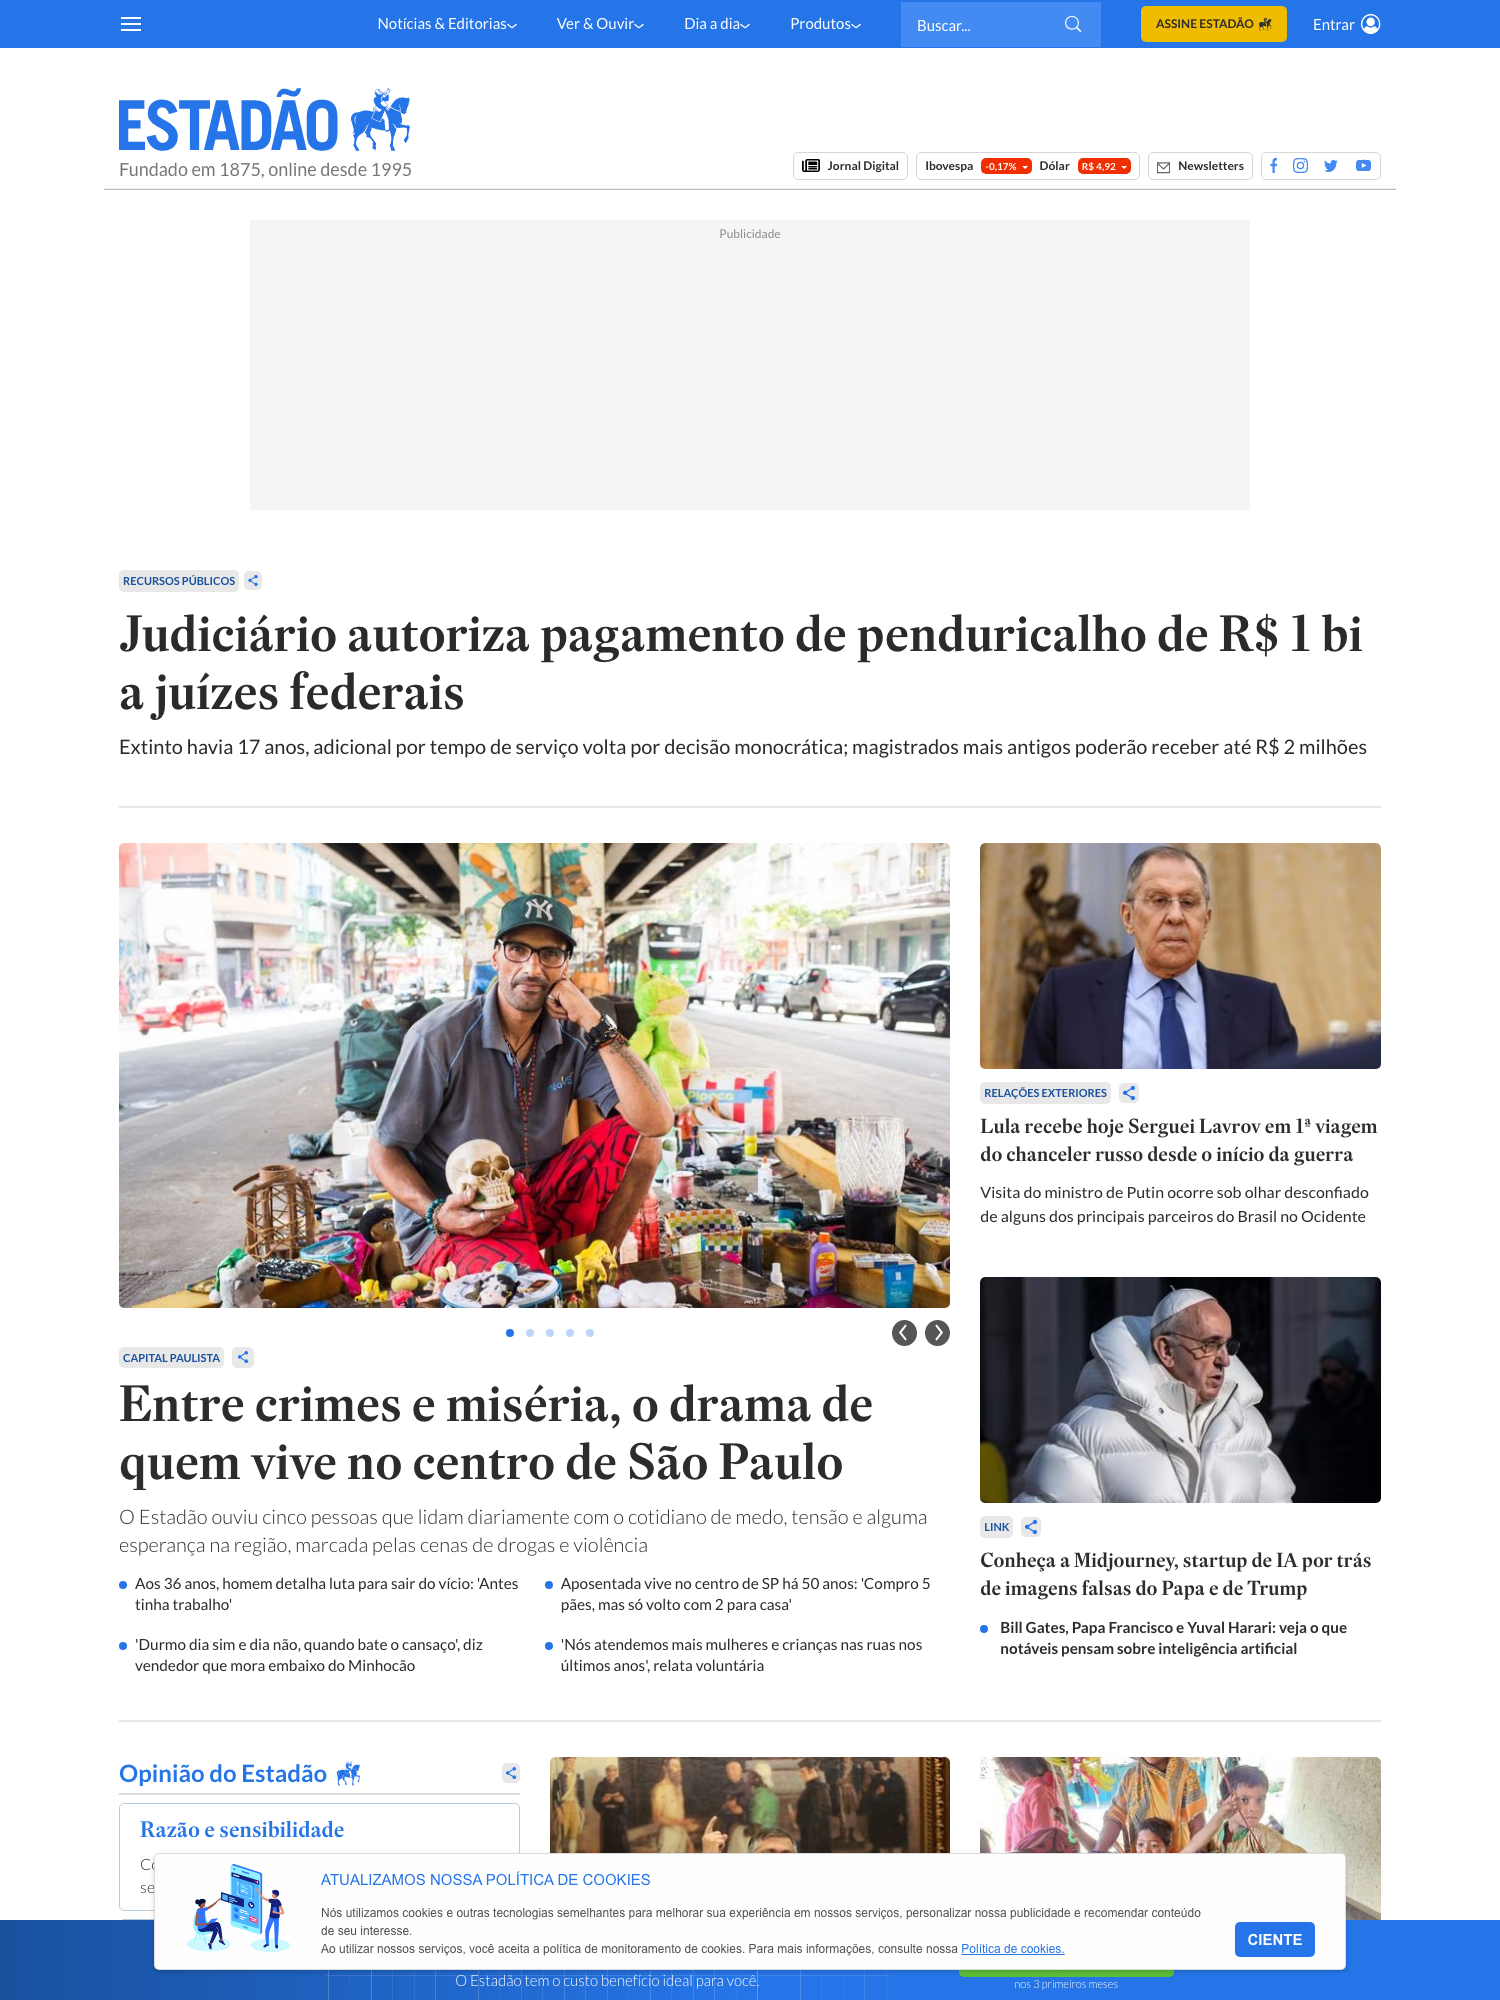 Notícias & Editorias
Ver & Ouvir
Dia a dia
Produtos
Buscar...
ASSINE ESTADÃO
Entrar
ESTADÃO
Fundado em 1875, online desde 1995
Jornal Digital
Ibovespa -0,17% Dólar R$ 4,92
Newsletters
Publicidade
RECURSOS PÚBLICOS
Judiciário autoriza pagamento de penduricalho de R$ 1 bi
a juízes federais
Extinto havia 17 anos, adicional por tempo de serviço volta por decisão monocrática; magistrados mais antigos poderão receber até R$ 2 milhões
NY
Pipoca
CAPITAL PAULISTA
Entre crimes e miséria, o drama de
quem vive no centro de São Paulo
O Estadão ouviu cinco pessoas que lidam diariamente com o cotidiano de medo, tensão e alguma
esperança na região, marcada pelas cenas de drogas e violência
Aos 36 anos, homem detalha luta para sair do vício: 'Antes
tinha trabalho'
Aposentada vive no centro de SP há 50 anos: 'Compro 5
pães, mas só volto com 2 para casa'
'Durmo dia sim e dia não, quando bate o cansaço', diz
vendedor que mora embaixo do Minhocão
'Nós atendemos mais mulheres e crianças nas ruas nos
últimos anos', relata voluntária
RELAÇÕES EXTERIORES
Lula recebe hoje Serguei Lavrov em 1ª viagem
do chanceler russo desde o início da guerra
Visita do ministro de Putin ocorre sob olhar desconfiado
de alguns dos principais parceiros do Brasil no Ocidente
LINK
Conheça a Midjourney, startup de IA por trás
de imagens falsas do Papa e de Trump
Bill Gates, Papa Francisco e Yuval Harari: veja o que
notáveis pensam sobre inteligência artificial
Opinião do Estadão
Razão e sensibilidade
ATUALIZAMOS NOSSA POLÍTICA DE COOKIES
Nós utilizamos cookies e outras tecnologias semelhantes para melhorar sua experiência em nossos serviços, personalizar nossa publicidade e recomendar conteúdo
de seu interesse.
Ao utilizar nossos serviços, você aceita a política de monitoramento de cookies. Para mais informações, consulte nossa Política de cookies.
CIENTE
O Estadão tem o custo benefício ideal para você.
nos 3 primeiros meses